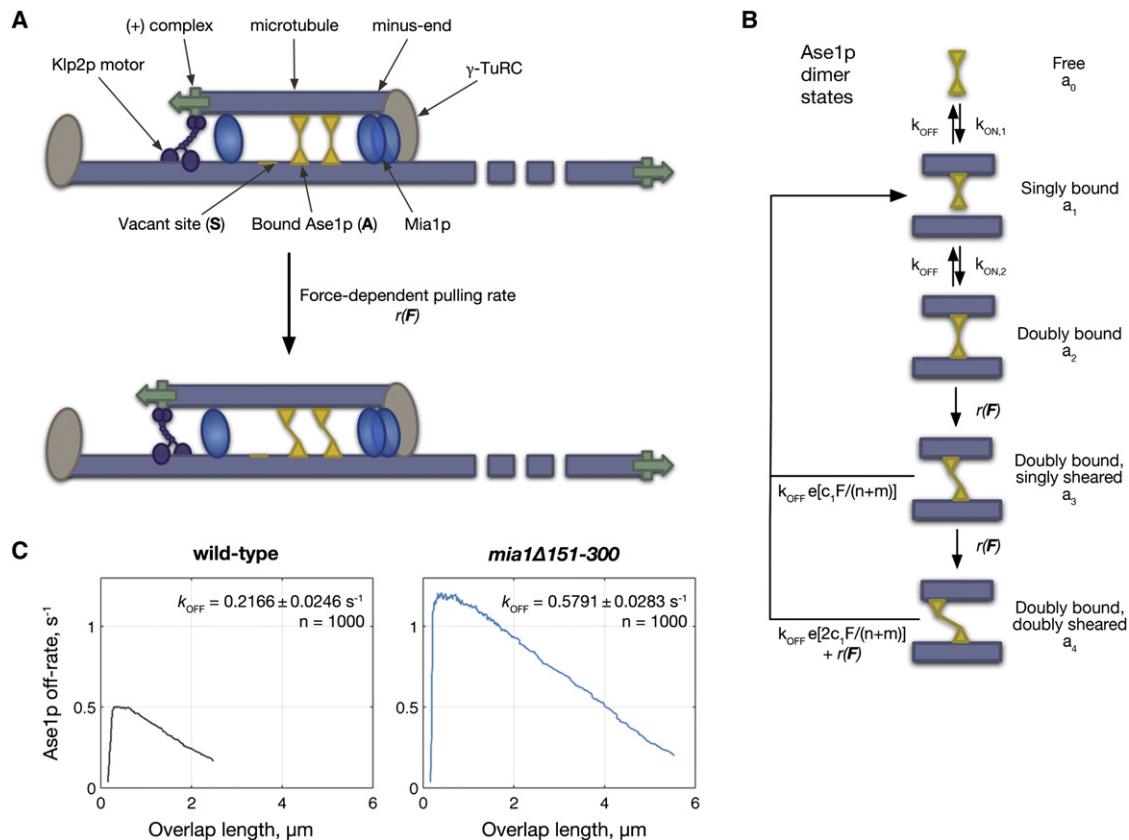 A
(+) complex
microtubule
minus-end
Klp2p motor
γ-TuRC
Vacant site (S)
Bound Ase1p (A)
Mia1p
Force-dependent pulling rate
r(F)
B
Ase1p
dimer
states
Free
a0
kOFF
kON,1
Singly bound
a1
kOFF
kON,2
Doubly bound
a2
r(F)
Doubly bound,
singly sheared
a3
kOFF e[c1F/(n+m)]
r(F)
Doubly bound,
doubly sheared
a4
kOFF e[2c1F/(n+m)]
+ r(F)
C
wild-type
mia1Δ151-300
kOFF = 0.2166 ± 0.0246 s-1
n = 1000
kOFF = 0.5791 ± 0.0283 s-1
n = 1000
Ase1p off-rate, s-1
1
0.5
0
0 2 4 6
Overlap length, μm
1
0.5
0
0 2 4 6
Overlap length, μm